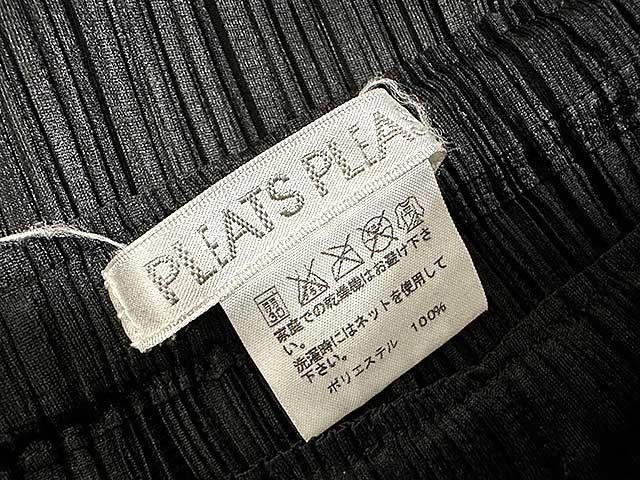 PLEATS PLEA
家庭での乾燥機はお避け下さ
い。
洗濯時にはネットを使用して
下さい。
ポリエステル 100%